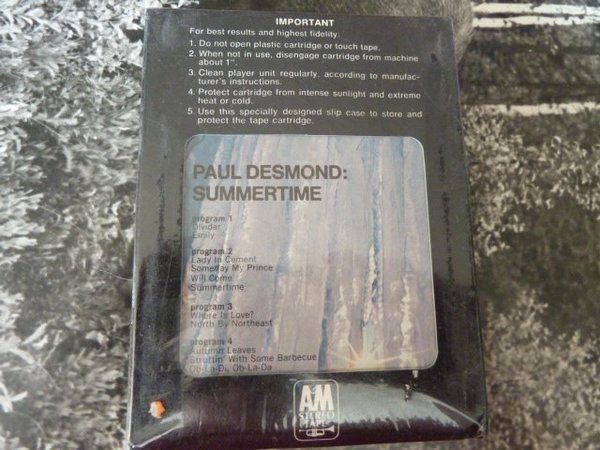 IMPORTANT
For best results and highest fidelity:
1. Do not open plastic cartridge or touch tape.
2. When not in use, disengage cartridge from machine
about 1".
3. Clean player unit regularly, according to manufac-
turer's instructions.
4. Protect cartridge from intense sunlight and extreme
heat or cold.
5. Use this specially designed slip case to store and
protect the tape cartridge.
PAUL DESMOND:
SUMMERTIME
program 1
Olvidar
Emily
program 2
Lady In Cement
Someday My Prince
Will Come
Summertime
program 3
Where Is Love?
North By Northeast
program 4
Autumn Leaves
Struttin' With Some Barbecue
Ob-La-Di, Ob-La-Da
A&M
STEREO
TAPE